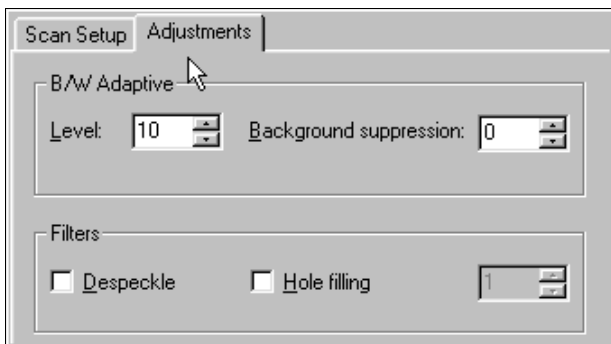 Scan Setup Adjustments
B/W Adaptive
Level: 10 Background suppression: 0
Filters
Despeckle Hole filling 1